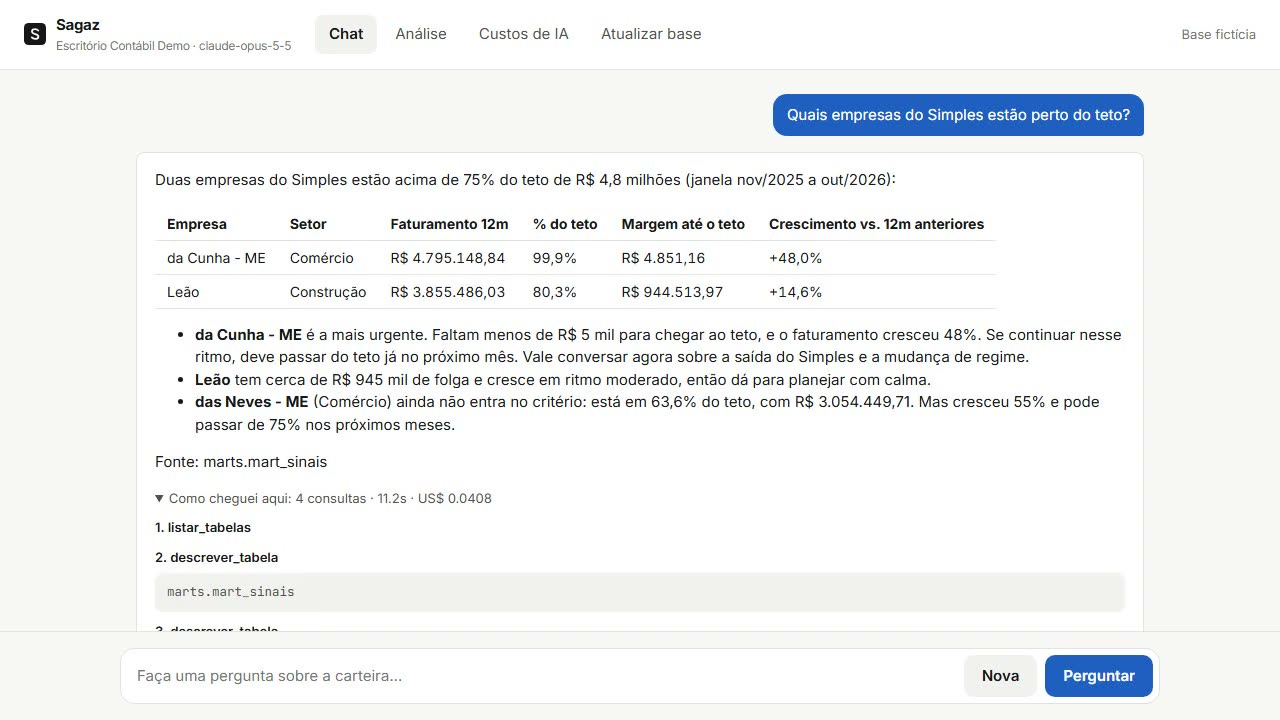 S
Sagaz
Escritório Contábil Demo · claude-opus-5-5
Chat Análise Custos de IA Atualizar base
Base fictícia
Quais empresas do Simples estão perto do teto?
Duas empresas do Simples estão acima de 75% do teto de R$ 4,8 milhões (janela nov/2025 a out/2026):
Empresa Setor Faturamento 12m % do teto Margem até o teto Crescimento vs. 12m anteriores
da Cunha - ME Comércio R$ 4.795.148,84 99,9% R$ 4.851,16 +48,0%
Leão Construção R$ 3.855.486,03 80,3% R$ 944.513,97 +14,6%
• da Cunha - ME é a mais urgente. Faltam menos de R$ 5 mil para chegar ao teto, e o faturamento cresceu 48%. Se continuar nesse
ritmo, deve passar do teto já no próximo mês. Vale conversar agora sobre a saída do Simples e a mudança de regime.
• Leão tem cerca de R$ 945 mil de folga e cresce em ritmo moderado, então dá para planejar com calma.
• das Neves - ME (Comércio) ainda não entra no critério: está em 63,6% do teto, com R$ 3.054.449,71. Mas cresceu 55% e pode
passar de 75% nos próximos meses.
Fonte: marts.mart_sinais
▼ Como cheguei aqui: 4 consultas · 11.2s · US$ 0.0408
1. listar_tabelas
2. descrever_tabela
marts.mart_sinais
3. descrever_tabela
Faça uma pergunta sobre a carteira...
Nova
Perguntar